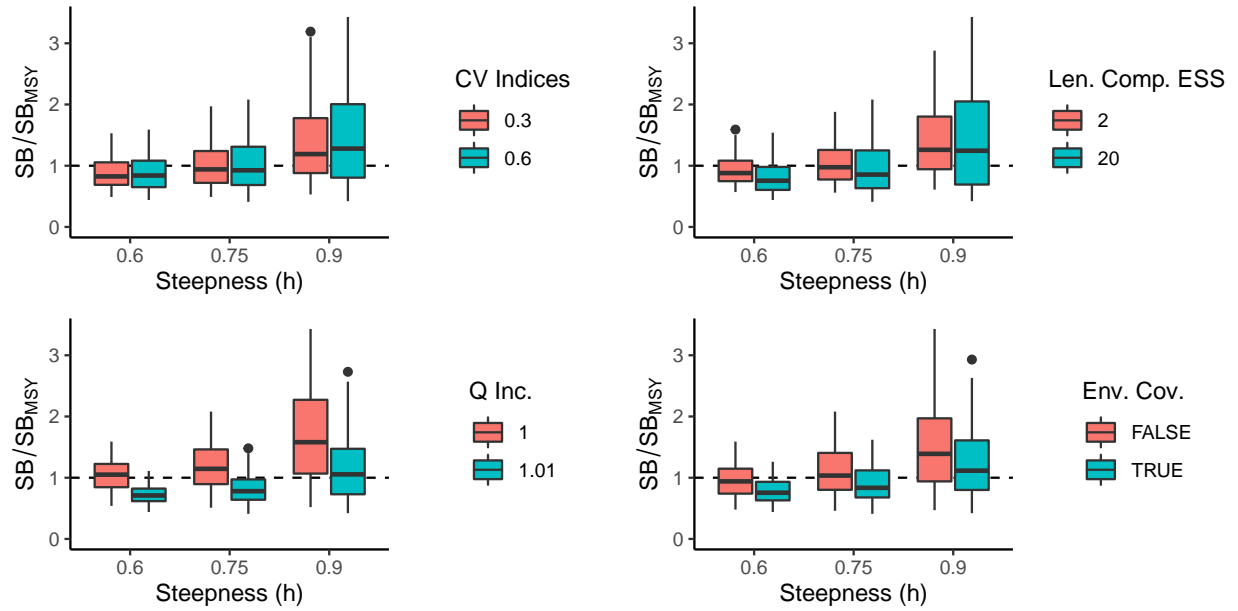 SB/SB_MSY
3
2
1
0
0.6 0.75 0.9
Steepness (h)
CV Indices
0.3
0.6
SB/SB_MSY
3
2
1
0
0.6 0.75 0.9
Steepness (h)
Len. Comp. ESS
2
20
SB/SB_MSY
3
2
1
0
0.6 0.75 0.9
Steepness (h)
Q Inc.
1
1.01
SB/SB_MSY
3
2
1
0
0.6 0.75 0.9
Steepness (h)
Env. Cov.
FALSE
TRUE